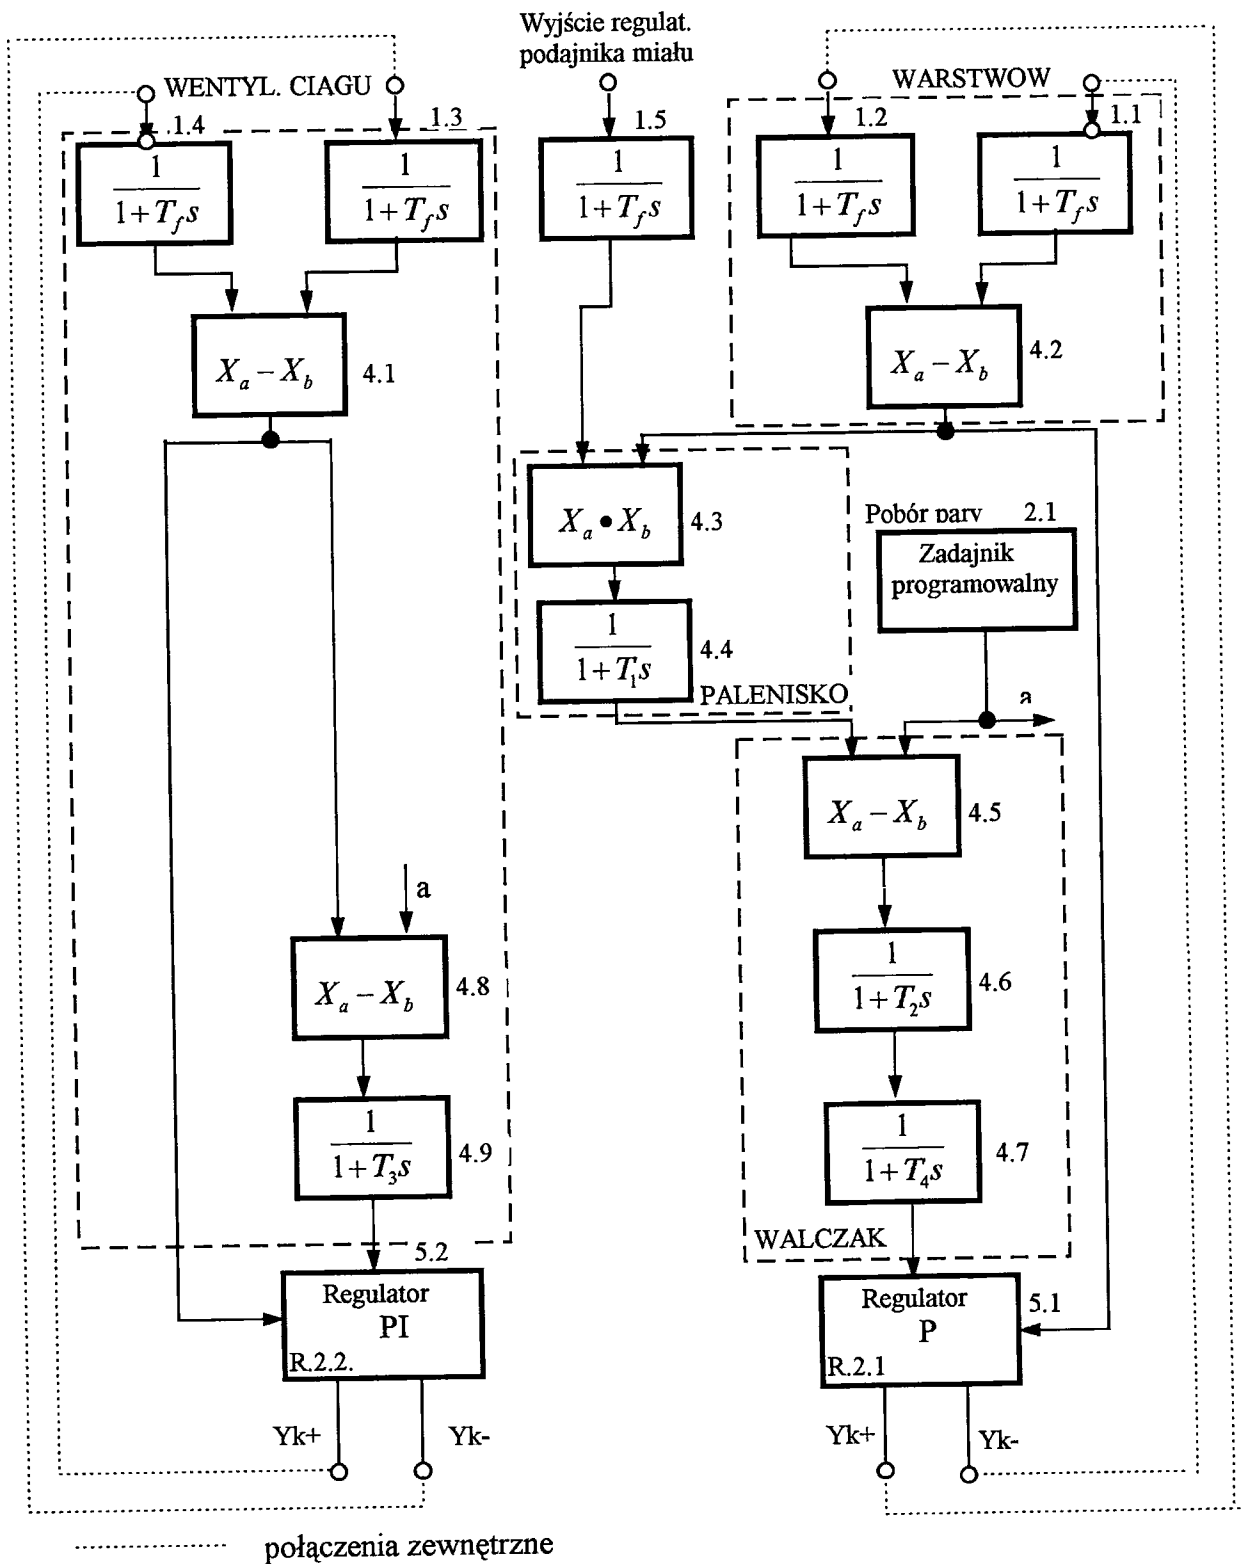 Wyjście regulat.
podajnika miału
WENTYL. CIAGU
WARSTWOW
1.4
1.3
1.5
1.2
1.1
1
1+T_f s
1
1+T_f s
1
1+T_f s
1
1+T_f s
1
1+T_f s
X_a − X_b
4.1
X_a − X_b
4.2
X_a • X_b
4.3
Pobór pary
2.1
Zadajnik
programowalny
1
1+T_1 s
4.4
PALENISKO
a
X_a − X_b
4.5
a
X_a − X_b
4.8
1
1+T_2 s
4.6
1
1+T_3 s
4.9
1
1+T_4 s
4.7
WALCZAK
5.2
Regulator
PI
R.2.2.
Regulator
P
R.2.1
5.1
Yk+
Yk-
Yk+
Yk-
połączenia zewnętrzne